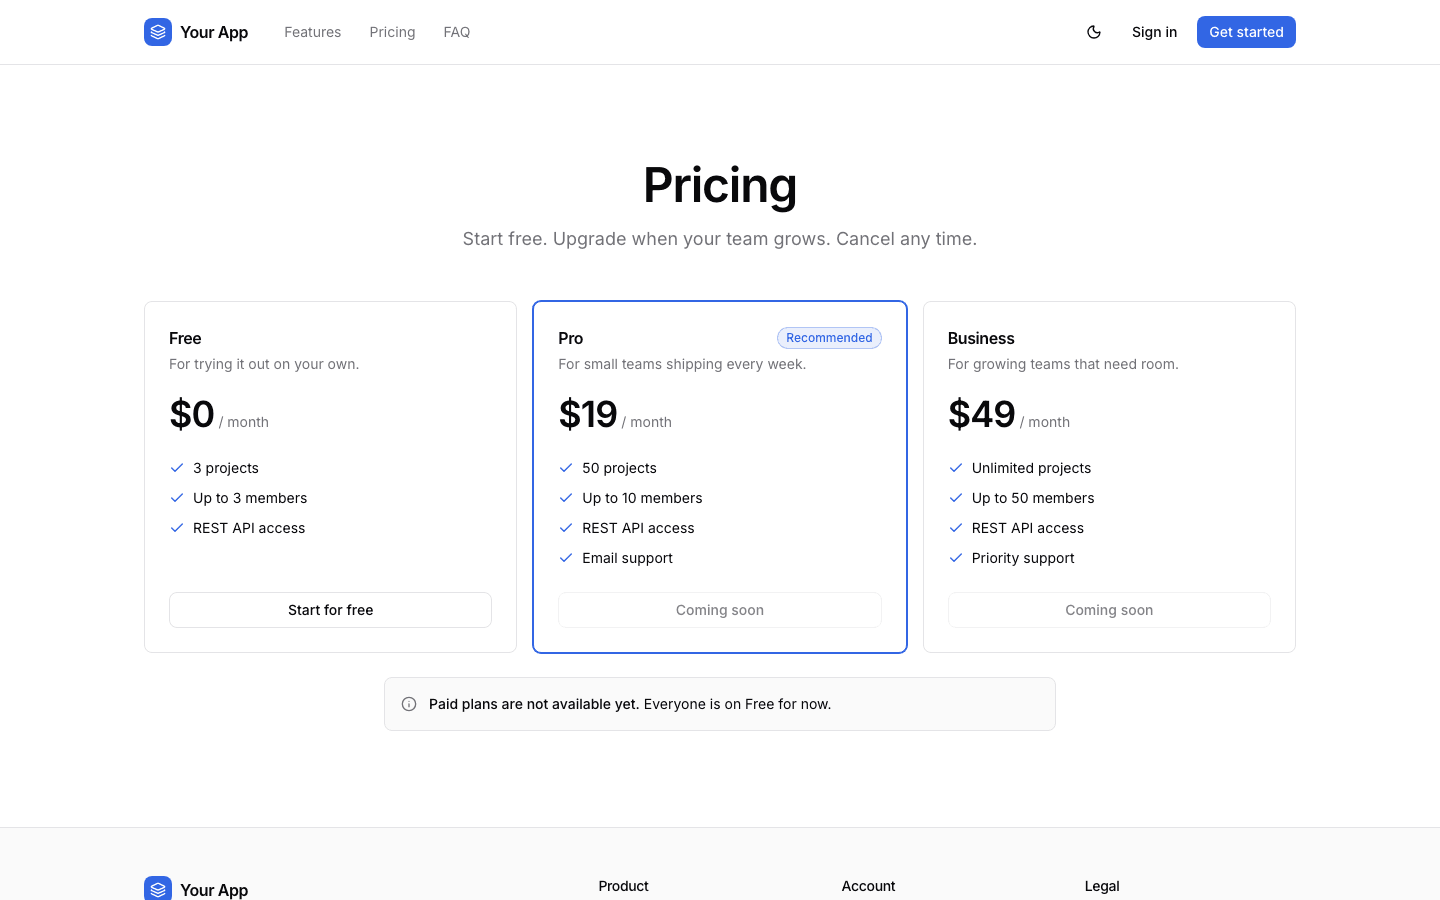 Your App
Features
Pricing
FAQ
Sign in
Get started
Pricing
Start free. Upgrade when your team grows. Cancel any time.
Free
For trying it out on your own.
$0 / month
3 projects
Up to 3 members
REST API access
Start for free
Pro
Recommended
For small teams shipping every week.
$19 / month
50 projects
Up to 10 members
REST API access
Email support
Coming soon
Business
For growing teams that need room.
$49 / month
Unlimited projects
Up to 50 members
REST API access
Priority support
Coming soon
Paid plans are not available yet. Everyone is on Free for now.
Your App
Product
Account
Legal